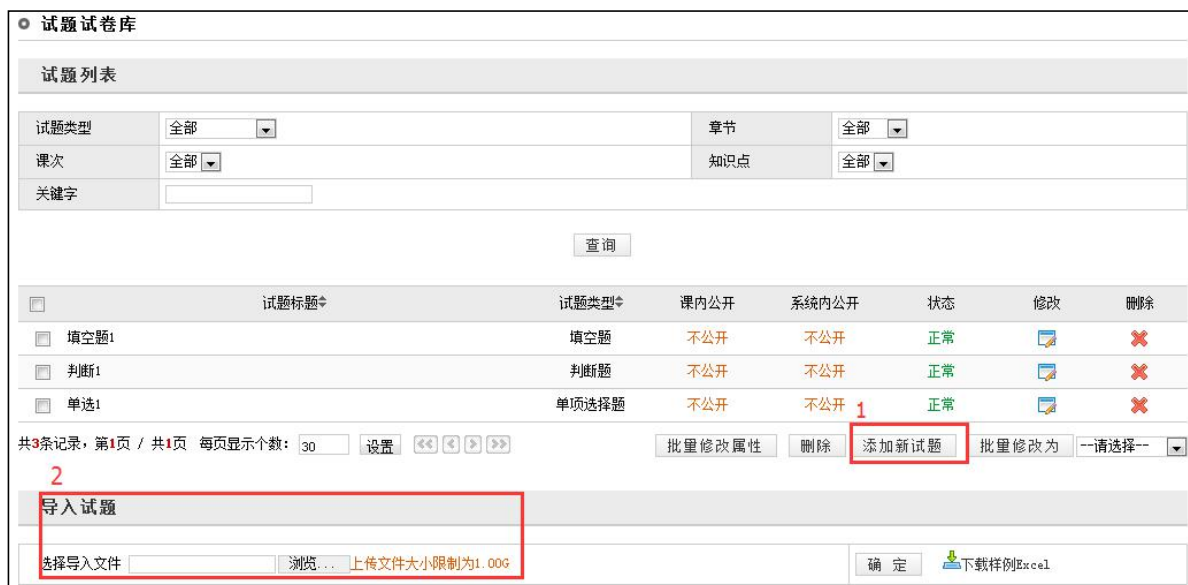 试题试卷库
试题列表
试题类型 全部 章节 全部
课次 全部 知识点 全部
关键字
查询
试题标题 试题类型 课内公开 系统内公开 状态 修改 删除
填空题1 填空题 不公开 不公开 正常
判断1 判断题 不公开 不公开 正常
单选1 单项选择题 不公开 不公开 正常
1
共3条记录，第1页 / 共1页 每页显示个数： 30 设置 批量修改属性 删除 添加新试题 批量修改为 --请选择--
2
导入试题
选择导入文件 浏览... 上传文件大小限制为1.00G 确 定 下载样例Excel